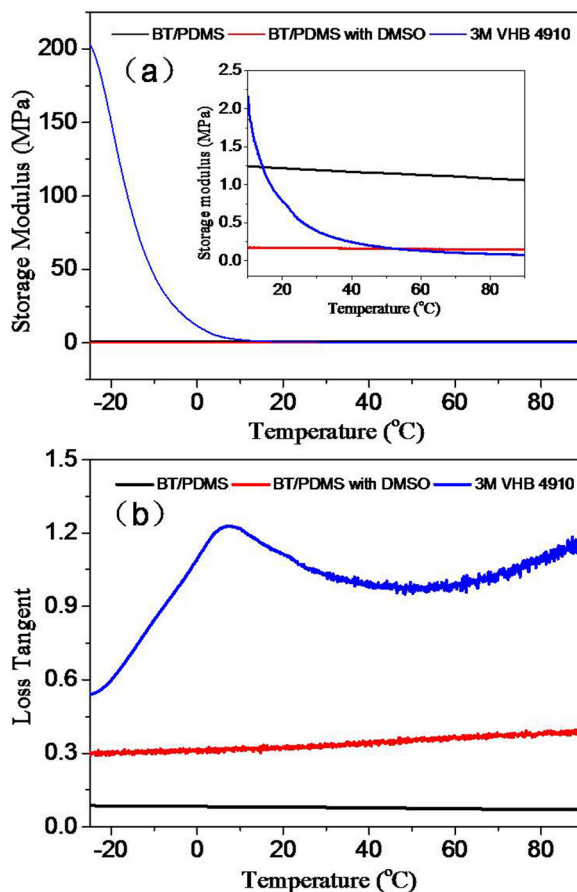 BT/PDMS BT/PDMS with DMSO 3M VHB 4910
(a)
Storage Modulus (MPa)
200
150
100
50
0
-20 0 20 40 60 80
Temperature (°C)
Storage modulus (MPa)
2.5
2.0
1.5
1.0
0.5
0.0
20 40 60 80
Temperature (°C)
BT/PDMS BT/PDMS with DMSO 3M VHB 4910
(b)
Loss Tangent
1.5
1.2
0.9
0.6
0.3
0.0
-20 0 20 40 60 80
Temperature (°C)